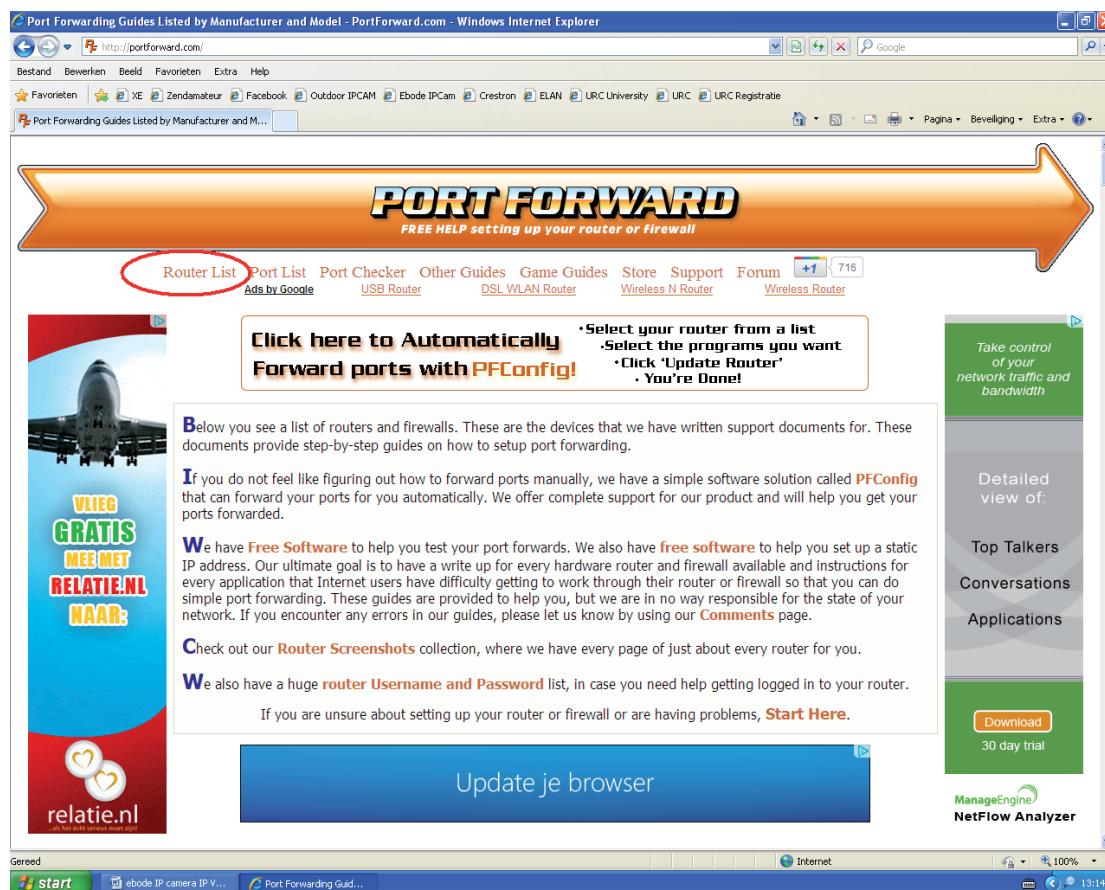 Port Forwarding Guides Listed by Manufacturer and Model - PortForward.com - Windows Internet Explorer
http://portforward.com/
Google
Bestand Bewerken Beeld Favorieten Extra Help
Favorieten XE Zendamateur Facebook Outdoor IPCAM Ebode IPCam Crestron ELAN URC University URC URC Registratie
Port Forwarding Guides Listed by Manufacturer and M...
Pagina Beveiliging Extra
PORT FORWARD
FREE HELP setting up your router or firewall
Router List Port List Port Checker Other Guides Game Guides Store Support Forum +1 716
Ads by Google USB Router DSL WLAN Router Wireless N Router Wireless Router
Click here to Automatically
Forward ports with PFConfig!
•Select your router from a list
•Select the programs you want
•Click 'Update Router'
• You're Done!
VLIEG
GRATIS
MEE MET
RELATIE.NL
NAAR:
relatie.nl
...als het écht serieus moet zijn!
Below you see a list of routers and firewalls. These are the devices that we have written support documents for. These
documents provide step-by-step guides on how to setup port forwarding.
If you do not feel like figuring out how to forward ports manually, we have a simple software solution called PFConfig
that can forward your ports for you automatically. We offer complete support for our product and will help you get your
ports forwarded.
We have Free Software to help you test your port forwards. We also have free software to help you set up a static
IP address. Our ultimate goal is to have a write up for every hardware router and firewall available and instructions for
every application that Internet users have difficulty getting to work through their router or firewall so that you can do
simple port forwarding. These guides are provided to help you, but we are in no way responsible for the state of your
network. If you encounter any errors in our guides, please let us know by using our Comments page.
Check out our Router Screenshots collection, where we have every page of just about every router for you.
We also have a huge router Username and Password list, in case you need help getting logged in to your router.
If you are unsure about setting up your router or firewall or are having problems, Start Here.
Update je browser
Take control
of your
network traffic and
bandwidth
Detailed
view of:
Top Talkers
Conversations
Applications
Download
30 day trial
ManageEngine
NetFlow Analyzer
Gereed
Internet
100%
start
ebode IP camera IP V...
Port Forwarding Guid...
13:14